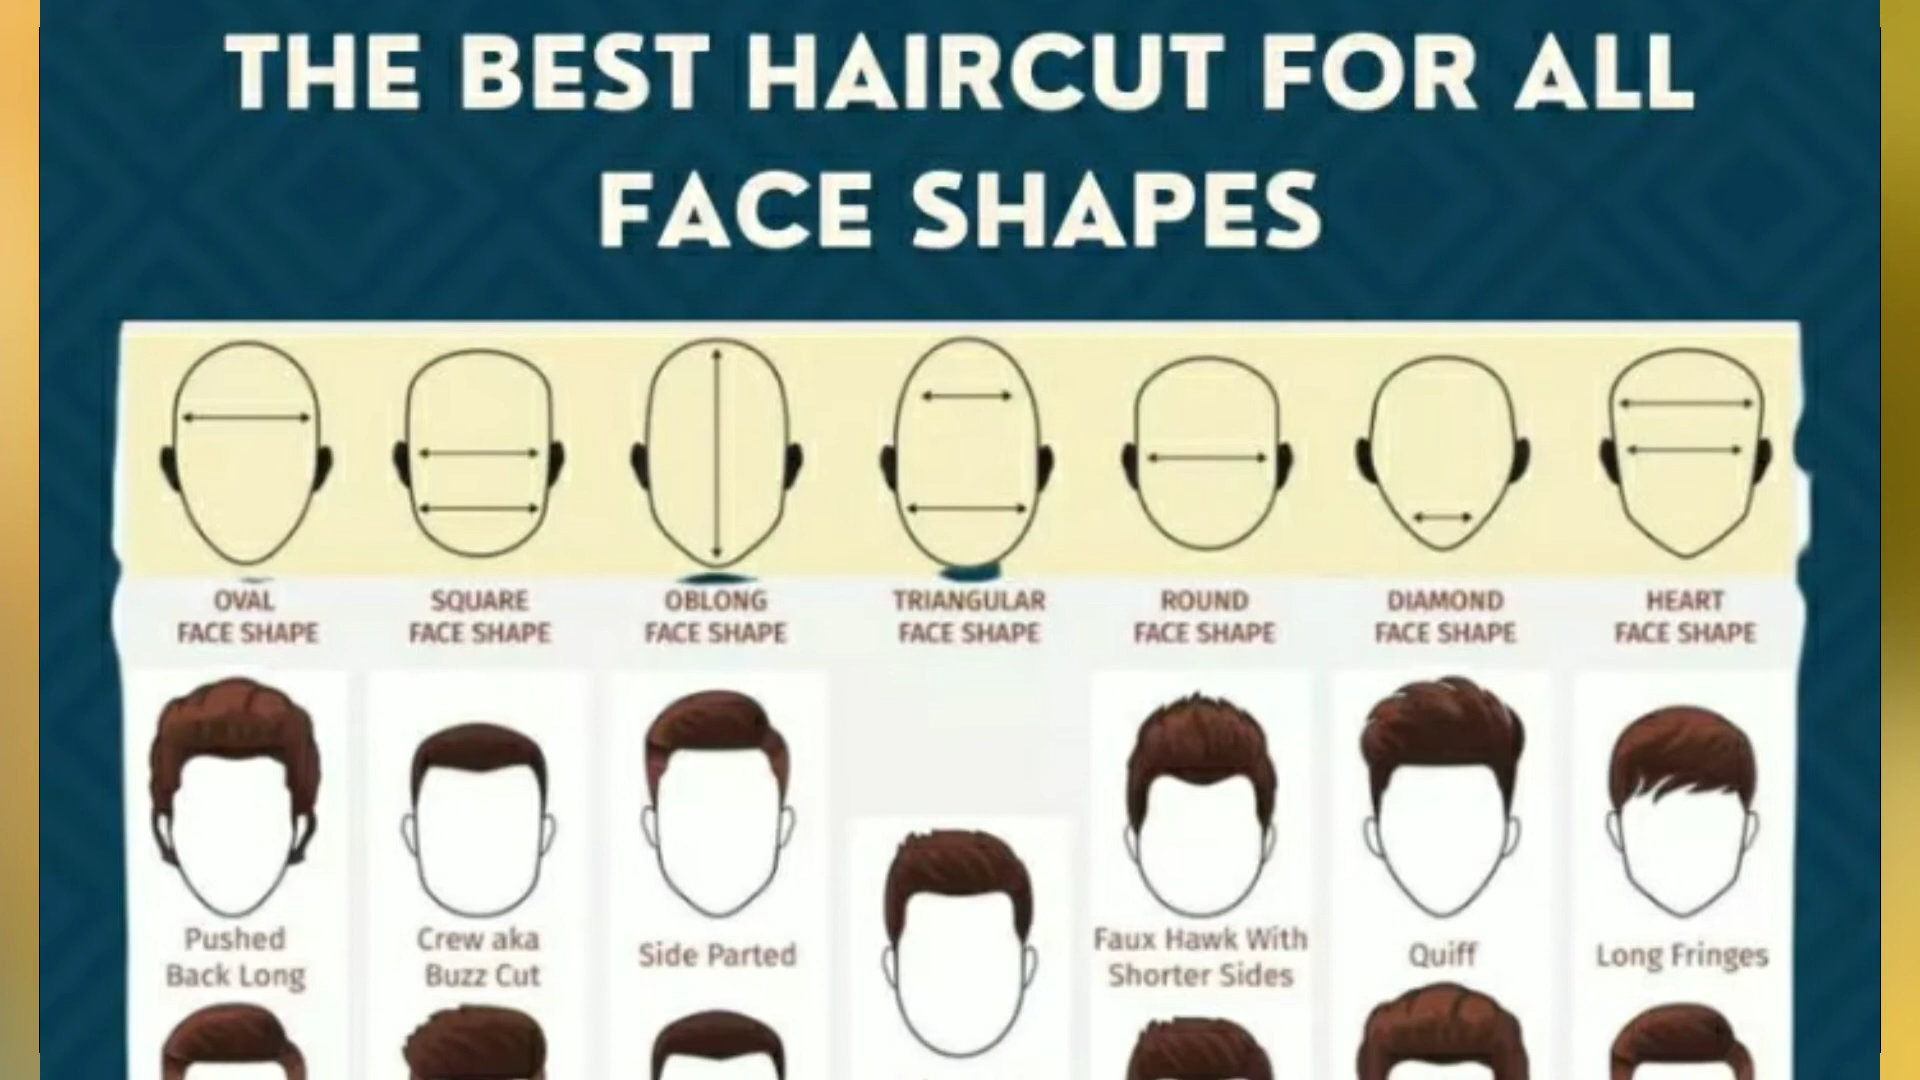 THE BEST HAIRCUT FOR ALL
FACE SHAPES
OVAL
FACE SHAPE
SQUARE
FACE SHAPE
OBLONG
FACE SHAPE
TRIANGULAR
FACE SHAPE
ROUND
FACE SHAPE
DIAMOND
FACE SHAPE
HEART
FACE SHAPE
Pushed
Back Long
Crew aka
Buzz Cut
Side Parted
Faux Hawk With
Shorter Sides
Quiff
Long Fringes